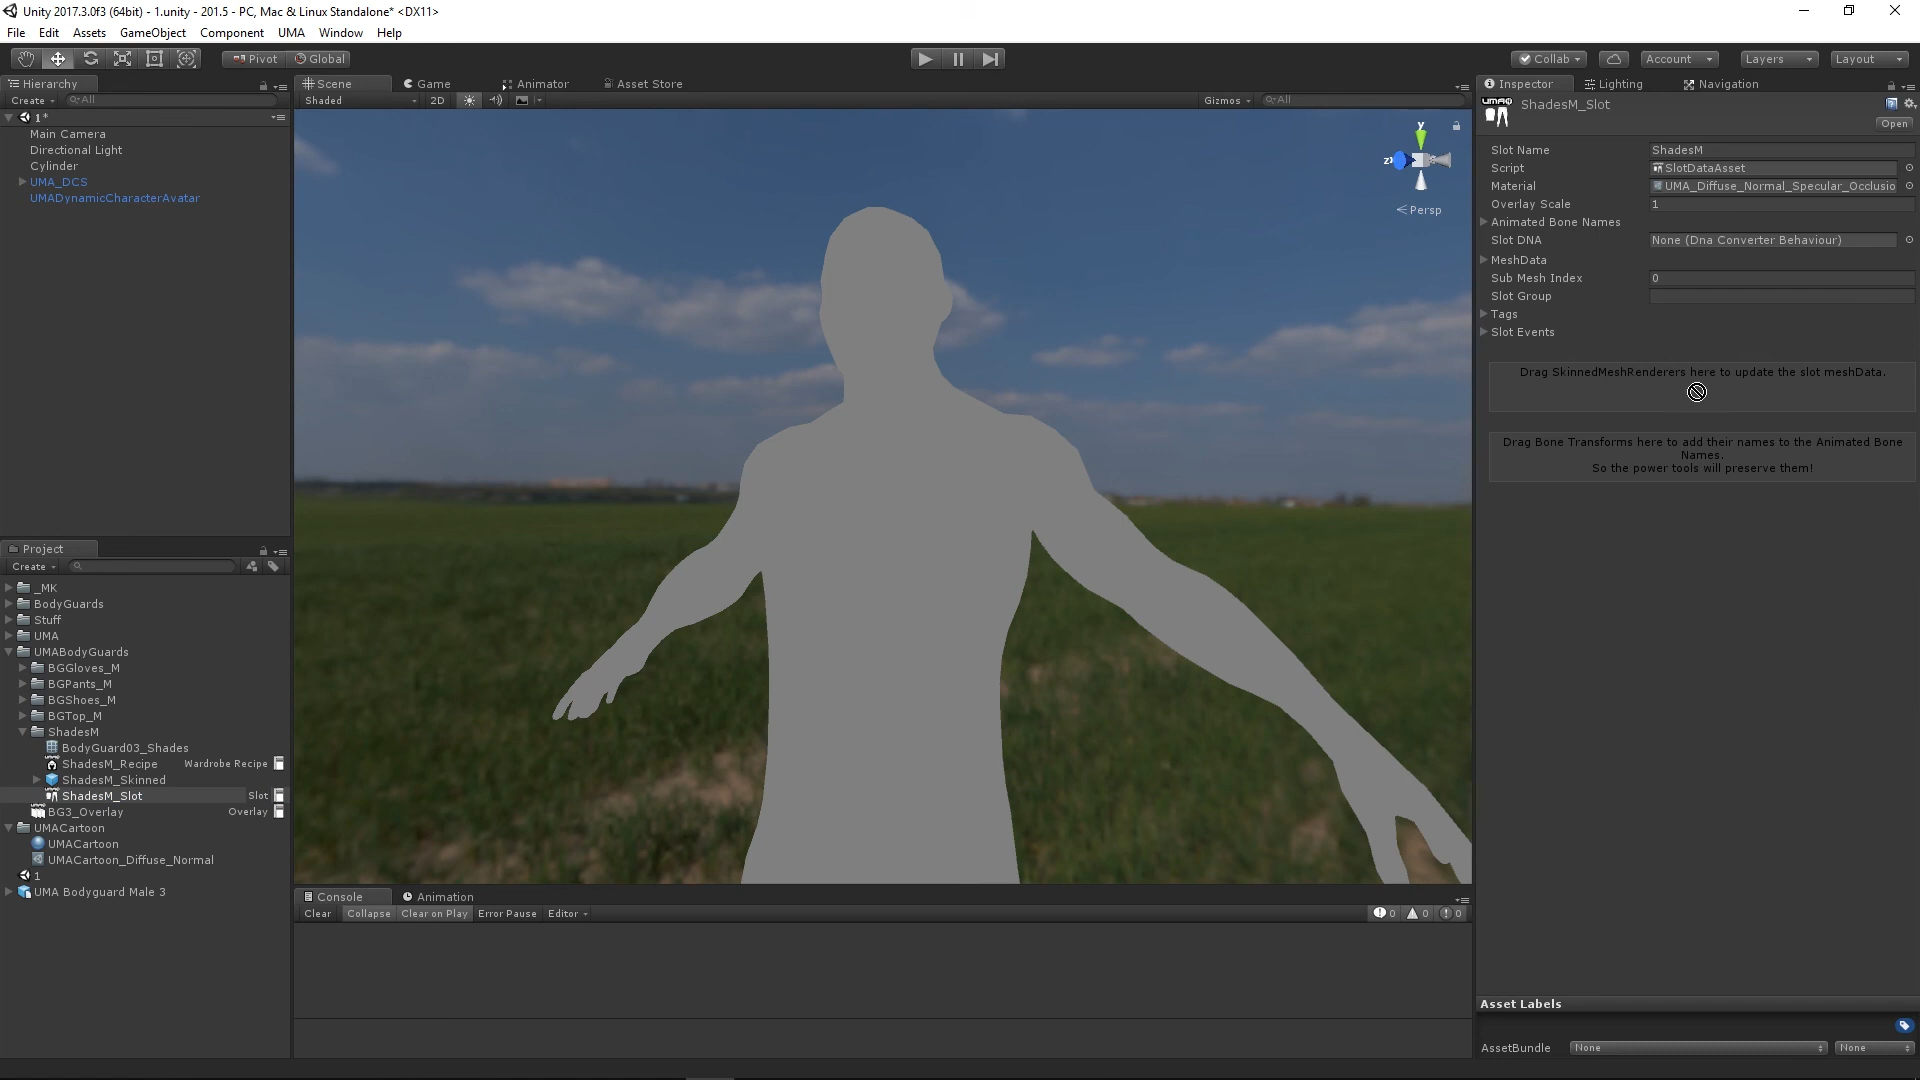 Unity 2017.3.0f3 (64bit) - 1.unity - 201.5 - PC, Mac & Linux Standalone* <DX11>
File Edit Assets GameObject Component UMA Window Help
Pivot Global Collab Account Layers Layout
Hierarchy
Create All
1*
Main Camera
Directional Light
Cylinder
UMA_DCS
UMADynamicCharacterAvatar
Scene Game Animator Asset Store
Shaded 2D Gizmos All
y
z
Persp
Project
Create
_MK
BodyGuards
Stuff
UMA
UMABodyGuards
BGGloves_M
BGPants_M
BGShoes_M
BGTop_M
ShadesM
BodyGuard03_Shades
ShadesM_Recipe Wardrobe Recipe
ShadesM_Skinned
ShadesM_Slot Slot
BG3_Overlay Overlay
UMACartoon
UMACartoon
UMACartoon_Diffuse_Normal
1
UMA Bodyguard Male 3
Console Animation
Clear Collapse Clear on Play Error Pause Editor 0 0 0
Inspector Lighting Navigation
ShadesM_Slot
Open
Slot Name ShadesM
Script SlotDataAsset
Material UMA_Diffuse_Normal_Specular_Occlusio
Overlay Scale 1
Animated Bone Names
Slot DNA None (Dna Converter Behaviour)
MeshData
Sub Mesh Index 0
Slot Group
Tags
Slot Events
Drag SkinnedMeshRenderers here to update the slot meshData.
Drag Bone Transforms here to add their names to the Animated Bone
Names.
So the power tools will preserve them!
Asset Labels
AssetBundle None None